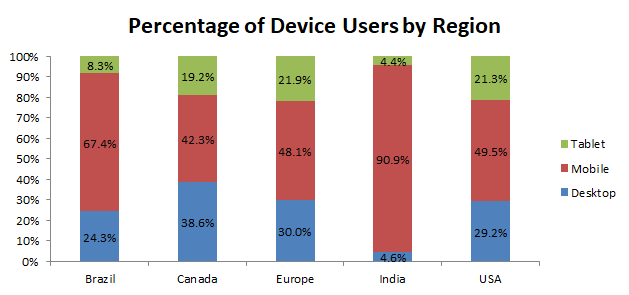 Percentage of Device Users by Region
100%
90%
80%
70%
60%
50%
40%
30%
20%
10%
0%
8.3%
19.2%
21.9%
4.4%
21.3%
67.4%
42.3%
48.1%
90.9%
49.5%
24.3%
38.6%
30.0%
4.6%
29.2%
Brazil
Canada
Europe
India
USA
Tablet
Mobile
Desktop